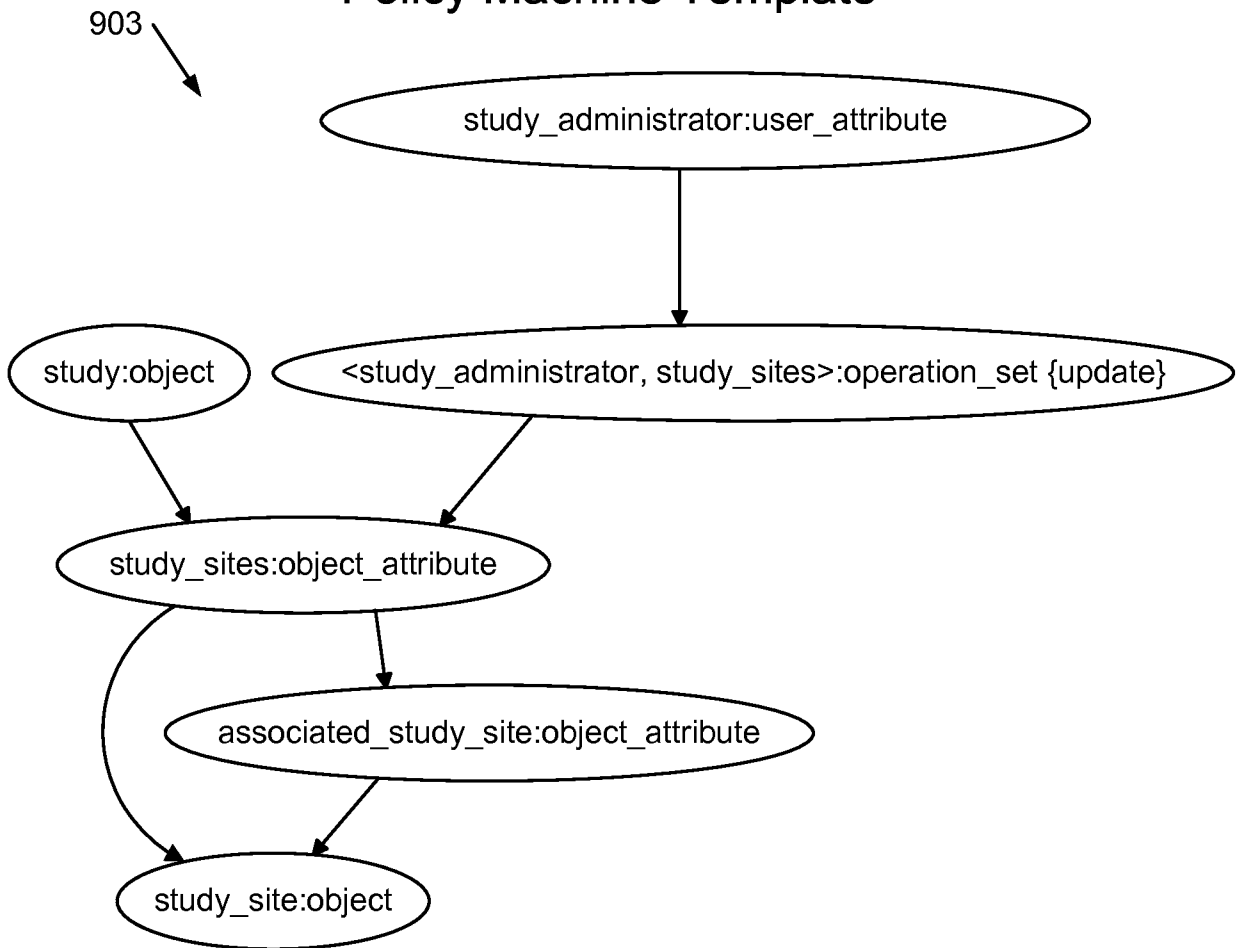 Policy Machine Template
903
study_administrator:user_attribute
study:object
<study_administrator, study_sites>:operation_set {update}
study_sites:object_attribute
associated_study_site:object_attribute
study_site:object